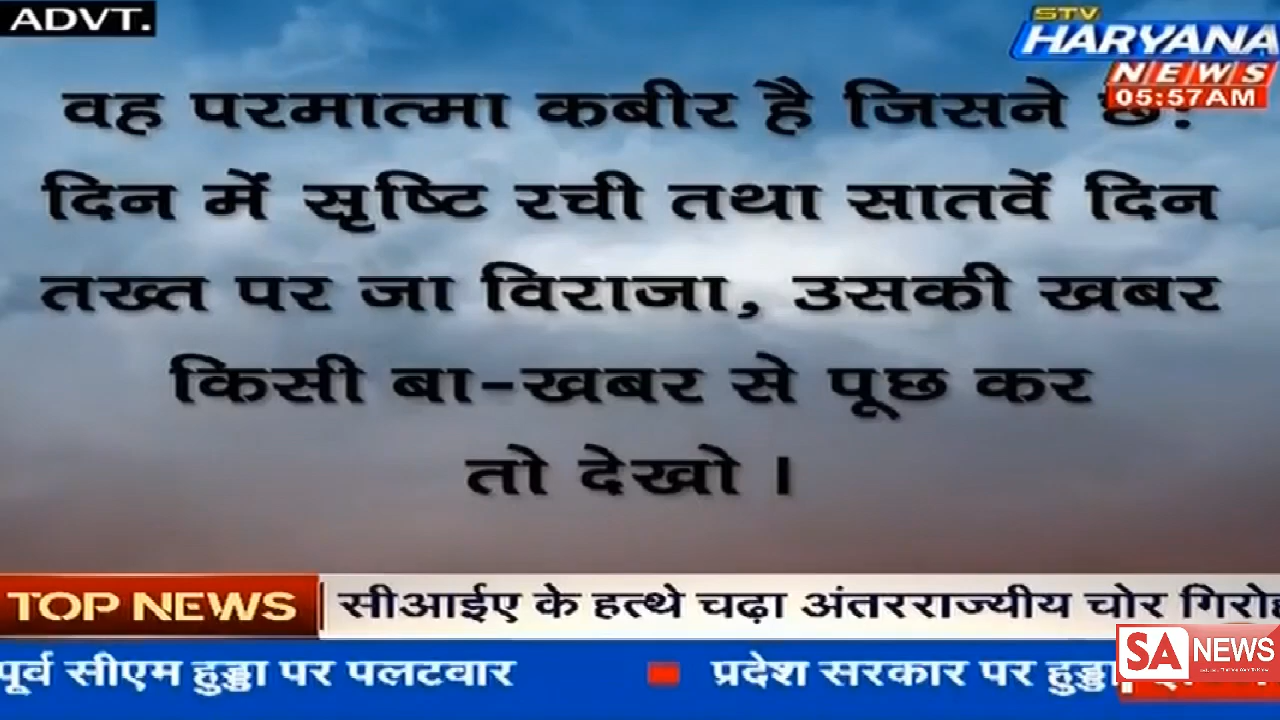 ADVT.
STV
HARYANA
NEWS
05:57AM
वह परमात्मा कबीर है जिसने छः
दिन में सृष्टि रची तथा सातवें दिन
तख्त पर जा विराजा, उसकी खबर
किसी बा-खबर से पूछ कर
तो देखो ।
TOP NEWS
सीआईए के हत्थे चढ़ा अंतरराज्यीय चोर गिरोह
पूर्व सीएम हुड्डा पर पलटवार
प्रदेश सरकार पर हुड्डा
SA NEWS